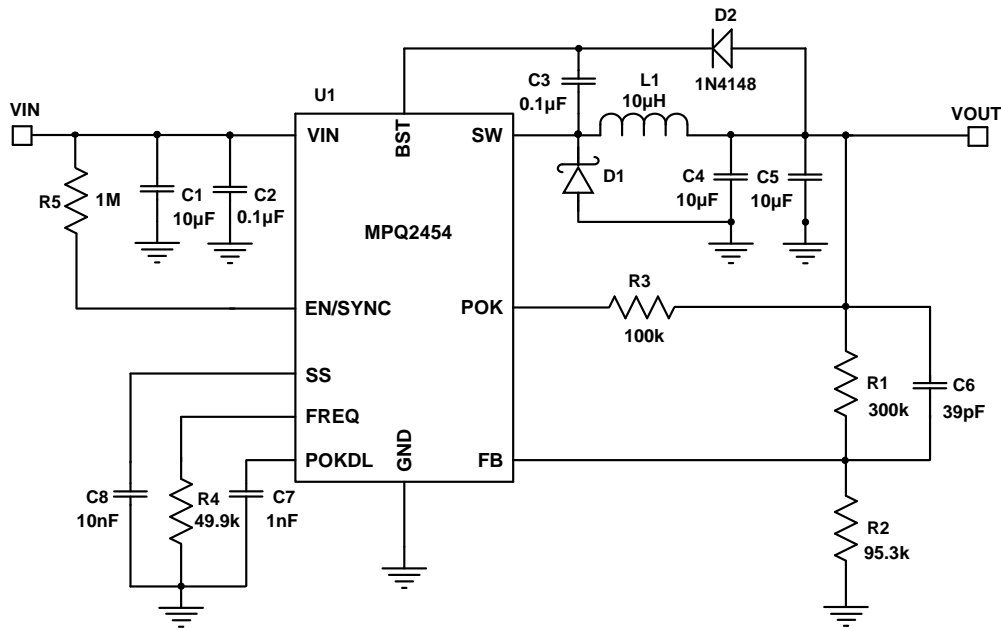 D2
1N4148
C3
0.1µF
L1
10µH
U1
VIN
VOUT
VIN
BST
SW
D1
C4
10µF
C5
10µF
R5
1M
C1
10µF
C2
0.1µF
MPQ2454
R3
100k
EN/SYNC
POK
SS
FREQ
POKDL
GND
FB
R1
300k
C6
39pF
C8
10nF
R4
49.9k
C7
1nF
R2
95.3k